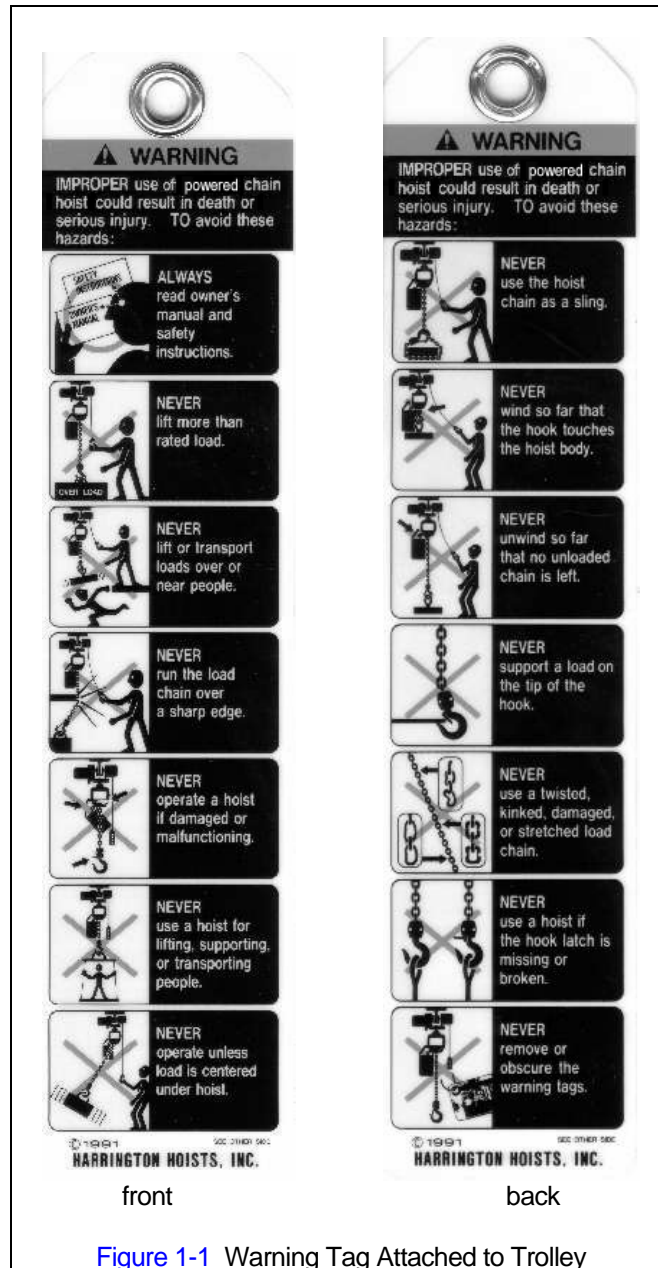 WARNING
IMPROPER use of powered chain
hoist could result in death or
serious injury. TO avoid these
hazards:
SAFETY
INSTRUCTIONS
OWNER'S
MANUAL
ALWAYS
read owner's
manual and
safety
instructions.
NEVER
lift more than
rated load.
OVER LOAD
NEVER
lift or transport
loads over or
near people.
NEVER
run the load
chain over
a sharp edge.
NEVER
operate a hoist
if damaged or
malfunctioning.
NEVER
use a hoist for
lifting, supporting,
or transporting
people.
NEVER
operate unless
load is centered
under hoist.
©1991 SEE OTHER SIDE
HARRINGTON HOISTS, INC.
front
WARNING
IMPROPER use of powered chain
hoist could result in death or
serious injury. TO avoid these
hazards:
NEVER
use the hoist
chain as a sling.
NEVER
wind so far that
the hook touches
the hoist body.
NEVER
unwind so far
that no unloaded
chain is left.
NEVER
support a load on
the tip of the
hook.
NEVER
use a twisted,
kinked, damaged,
or stretched load
chain.
NEVER
use a hoist if
the hook latch is
missing or
broken.
NEVER
remove or
obscure the
warning tags.
©1991 SEE OTHER SIDE
HARRINGTON HOISTS, INC.
back
Figure 1-1 Warning Tag Attached to Trolley